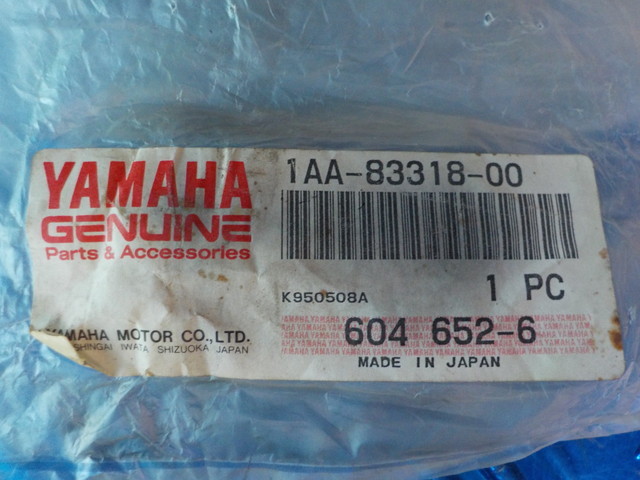 YAMAHA
GENUINE
Parts & Accessories
1AA-83318-00
K950508A
1 PC
YAMAHA MOTOR CO.,LTD.
SHINGAI IWATA SHIZUOKA JAPAN
604 652-6
MADE IN JAPAN